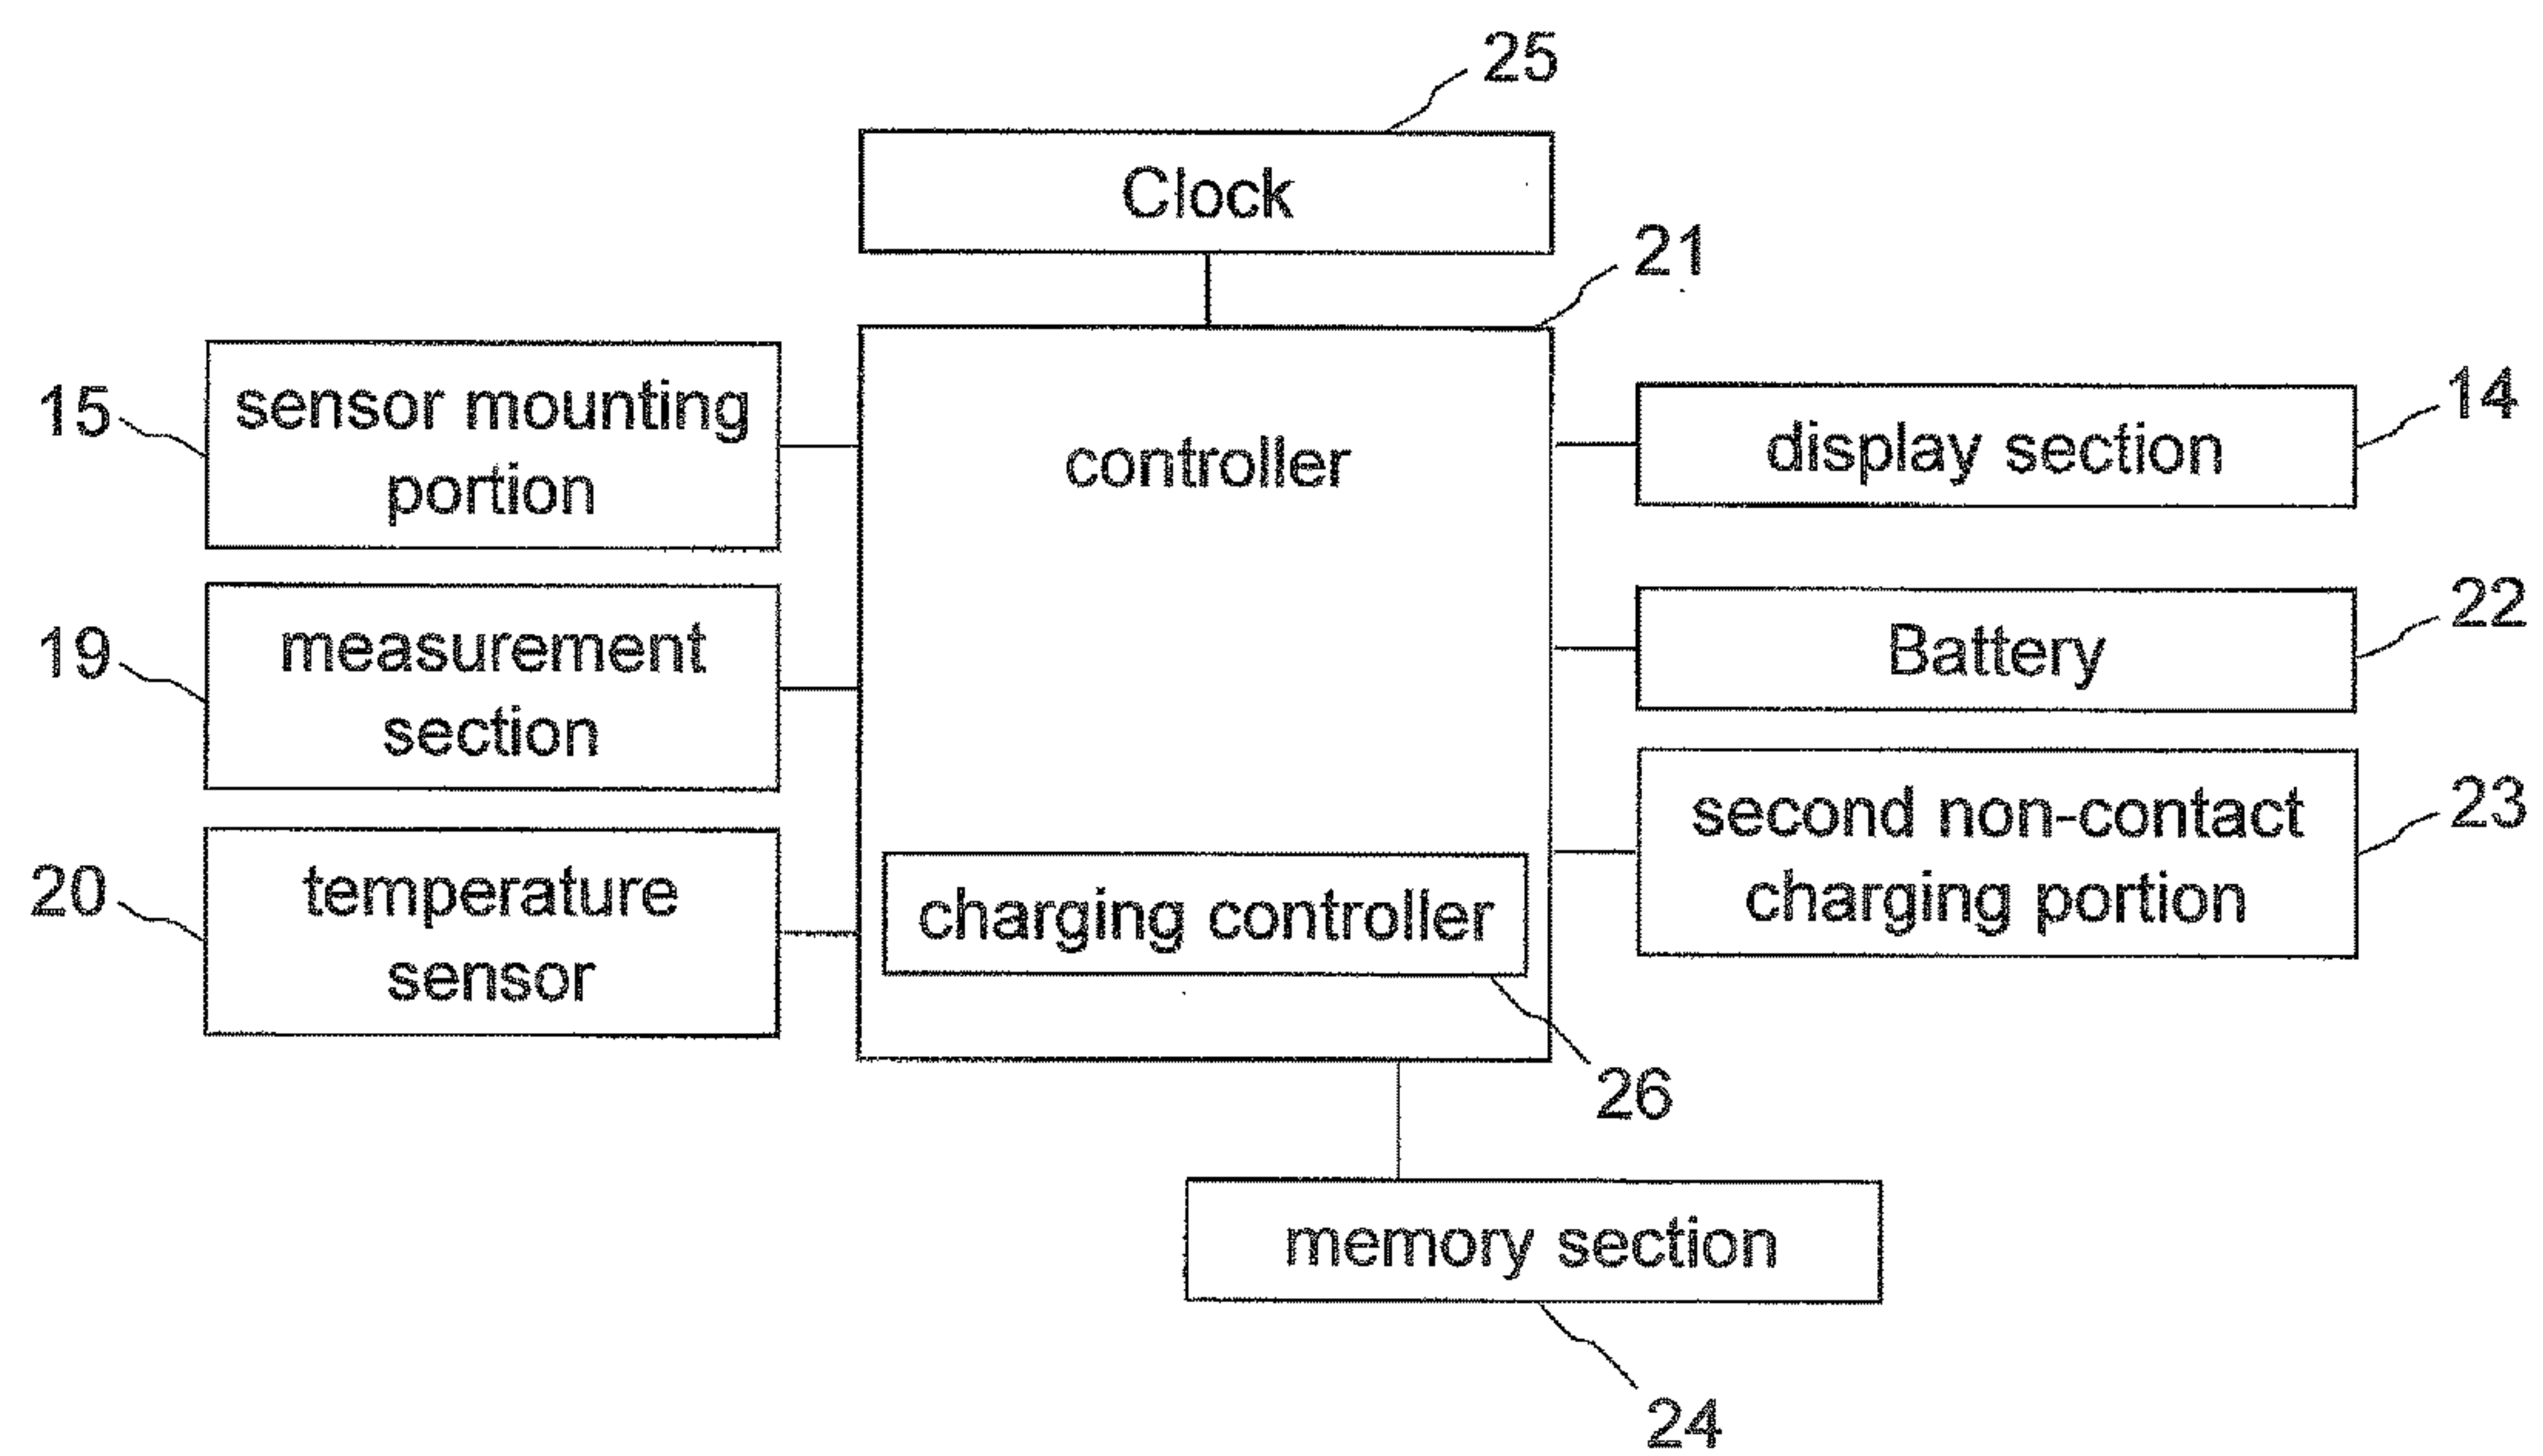 25
Clock
21
15
sensor mounting
portion
controller
display section
14
19
measurement
section
Battery
22
20
temperature
sensor
charging controller
second non-contact
charging portion
23
26
memory section
24